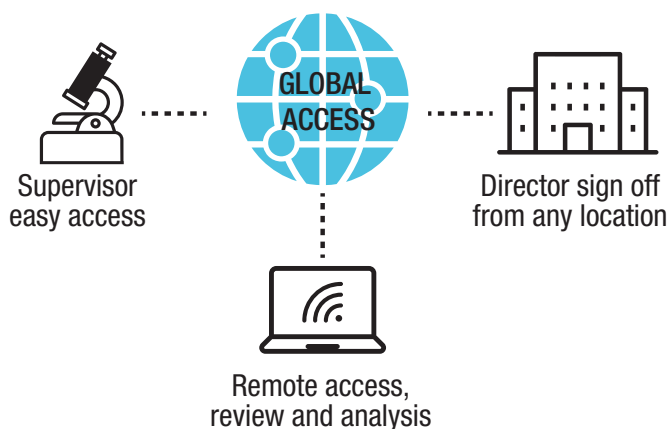 GLOBAL
ACCESS
Supervisor
easy access
Director sign off
from any location
Remote access,
review and analysis